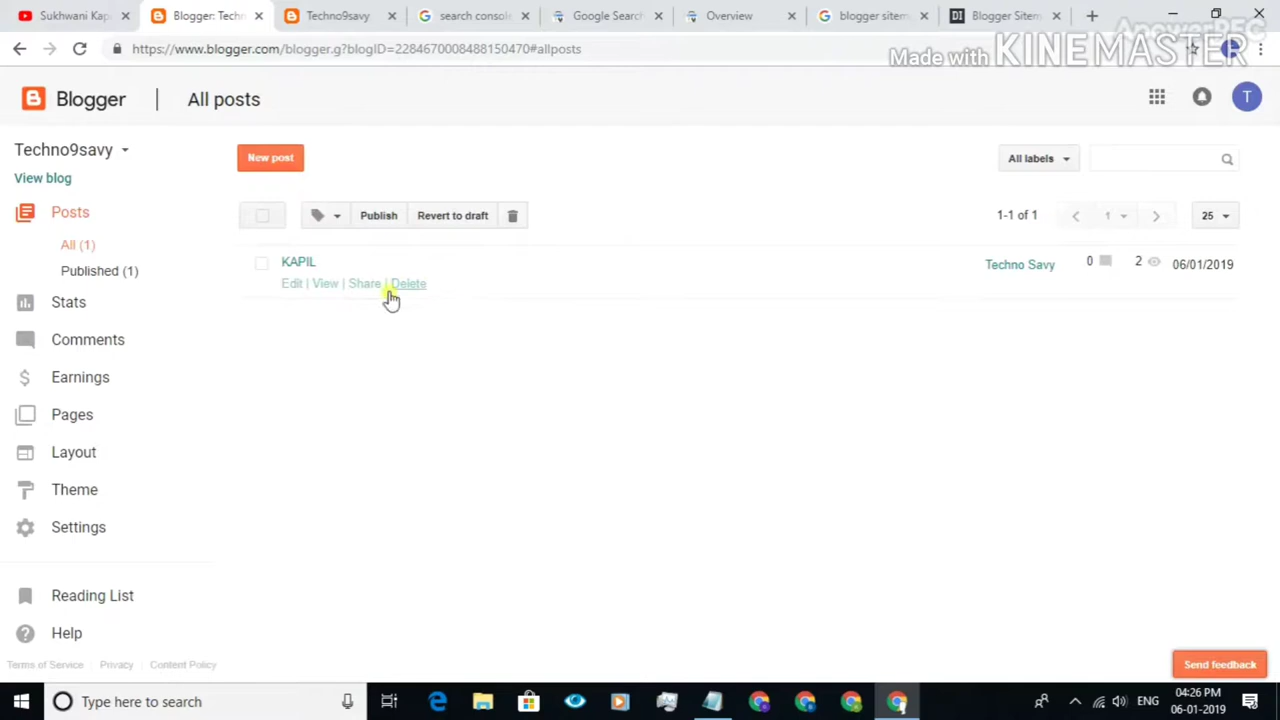 Sukhwani Kap
Blogger: Techn
Techno9savy
search console
Google Searc
Overview
blogger sitem
DI Blogger Sitem
https://www.blogger.com/blogger.g?blogID=2284670008488150470#allposts
Made with KINEMASTER
Blogger
All posts
T
Techno9savy
View blog
New post
All labels
Posts
All (1)
Published (1)
Publish
Revert to draft
1-1 of 1
1
25
KAPIL
Edit | View | Share | Delete
Techno Savy
0
2
06/01/2019
Stats
Comments
Earnings
Pages
Layout
Theme
Settings
Reading List
Help
Terms of Service
Privacy
Content Policy
Send feedback
Type here to search
ENG
04:26 PM
06-01-2019